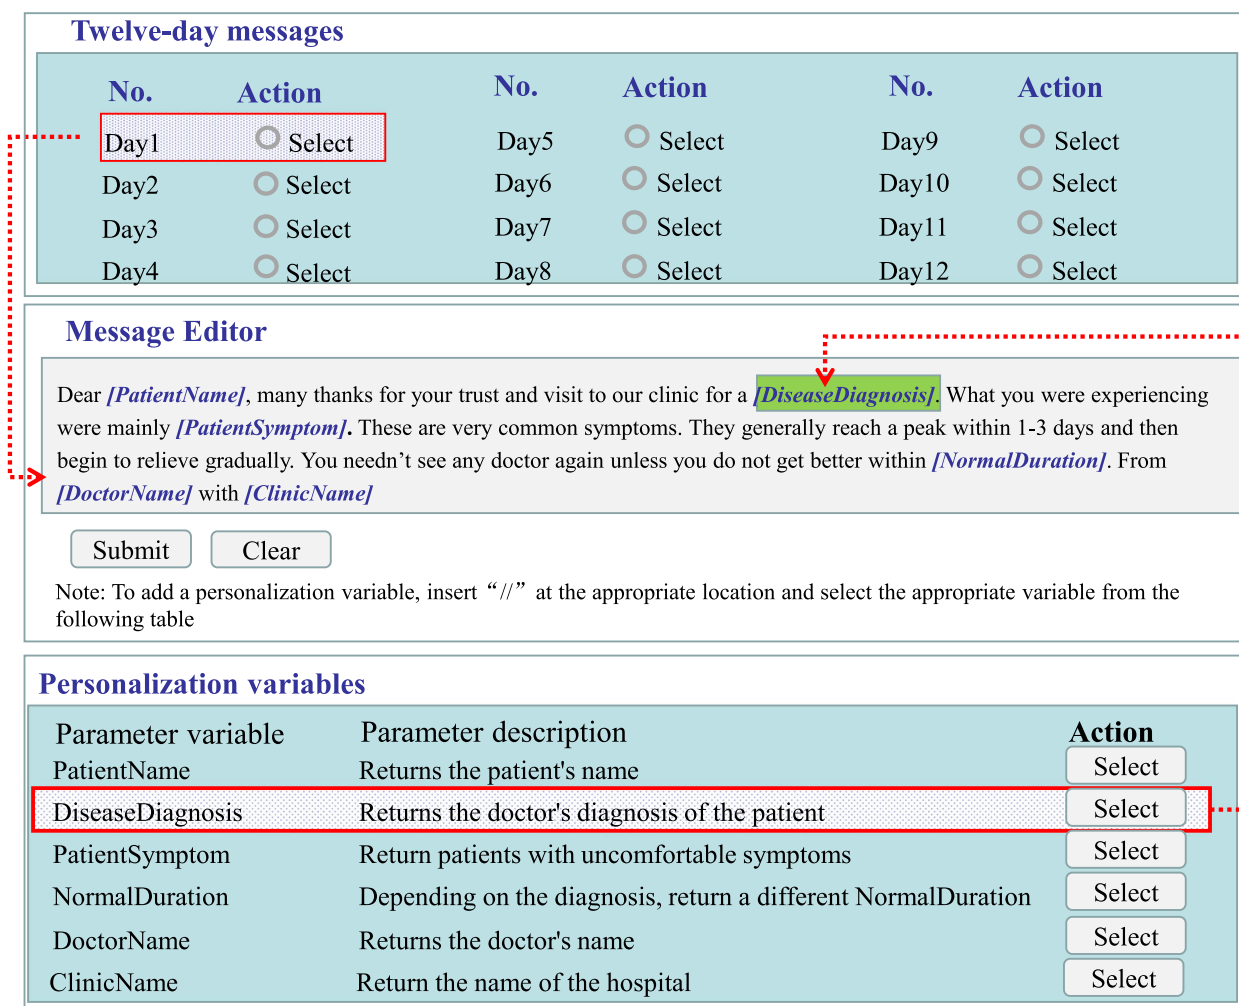 Twelve-day messages
No. Action No. Action No. Action
Day1 Select Day5 Select Day9 Select
Day2 Select Day6 Select Day10 Select
Day3 Select Day7 Select Day11 Select
Day4 Select Day8 Select Day12 Select
Message Editor
Dear [PatientName], many thanks for your trust and visit to our clinic for a [DiseaseDiagnosis]. What you were experiencing
were mainly [PatientSymptom]. These are very common symptoms. They generally reach a peak within 1-3 days and then
begin to relieve gradually. You needn’t see any doctor again unless you do not get better within [NormalDuration]. From
[DoctorName] with [ClinicName]
Submit Clear
Note: To add a personalization variable, insert “//” at the appropriate location and select the appropriate variable from the
following table
Personalization variables
Parameter variable Parameter description Action
PatientName Returns the patient's name Select
DiseaseDiagnosis Returns the doctor's diagnosis of the patient Select
PatientSymptom Return patients with uncomfortable symptoms Select
NormalDuration Depending on the diagnosis, return a different NormalDuration Select
DoctorName Returns the doctor's name Select
ClinicName Return the name of the hospital Select